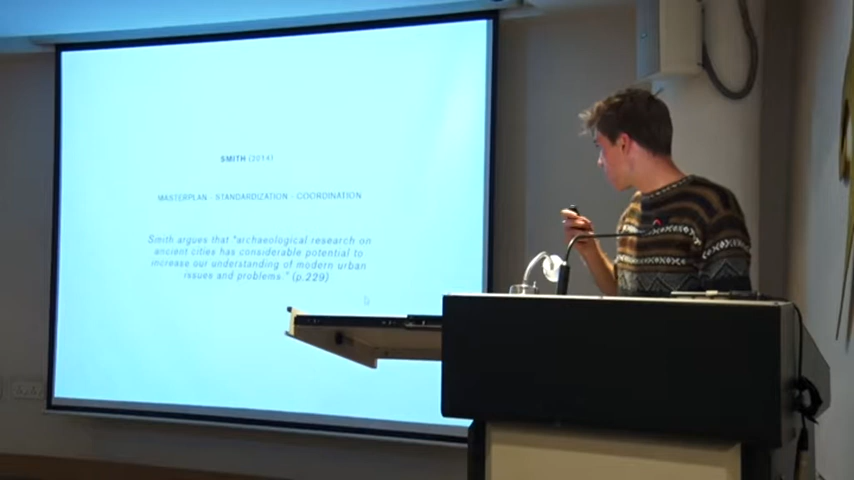 SMITH (2014)
MASTERPLAN - STANDARDIZATION - COORDINATION
Smith argues that "archaeological research on
ancient cities has considerable potential to
increase our understanding of modern urban
issues and problems." (p.229)